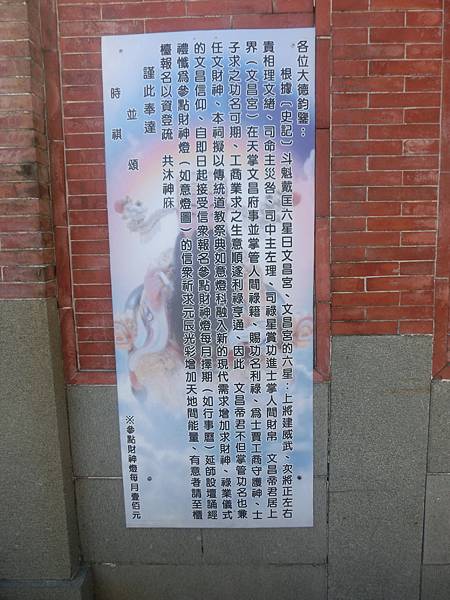 各位大德鈞鑒：
根據〔史記〕斗魁戴匡六星曰文昌宮、文昌宮的六星：上將建威武、次將正左右
貴相理文緒、司命主災咎、司中主左理、司祿星賞功進士掌人間財帛　文昌帝君居上
界（文昌宮）在天掌文昌府事並掌管人間祿籍、賜功名利祿、為士賈工商守護神、士
子求之功名可期、工商業求之生意順遂利祿亨通、因此　文昌帝君不但掌管功名也兼
任文財神、本祠擬以傳統道教祭典如意燈科融入新的現代需求增加求財神、祿業儀式
的文昌信仰、自即日起接受信眾報名參點財神燈每月擇期（如行事曆）延師設壇誦經
禮懺為參點財神燈（如意燈圖）的信眾祈求元辰光彩增加天地間能量、有意者請至櫃
檯報名以資登疏　共沐神庥
謹此奉達
並頌
時祺
※參點財神燈每月壹佰元